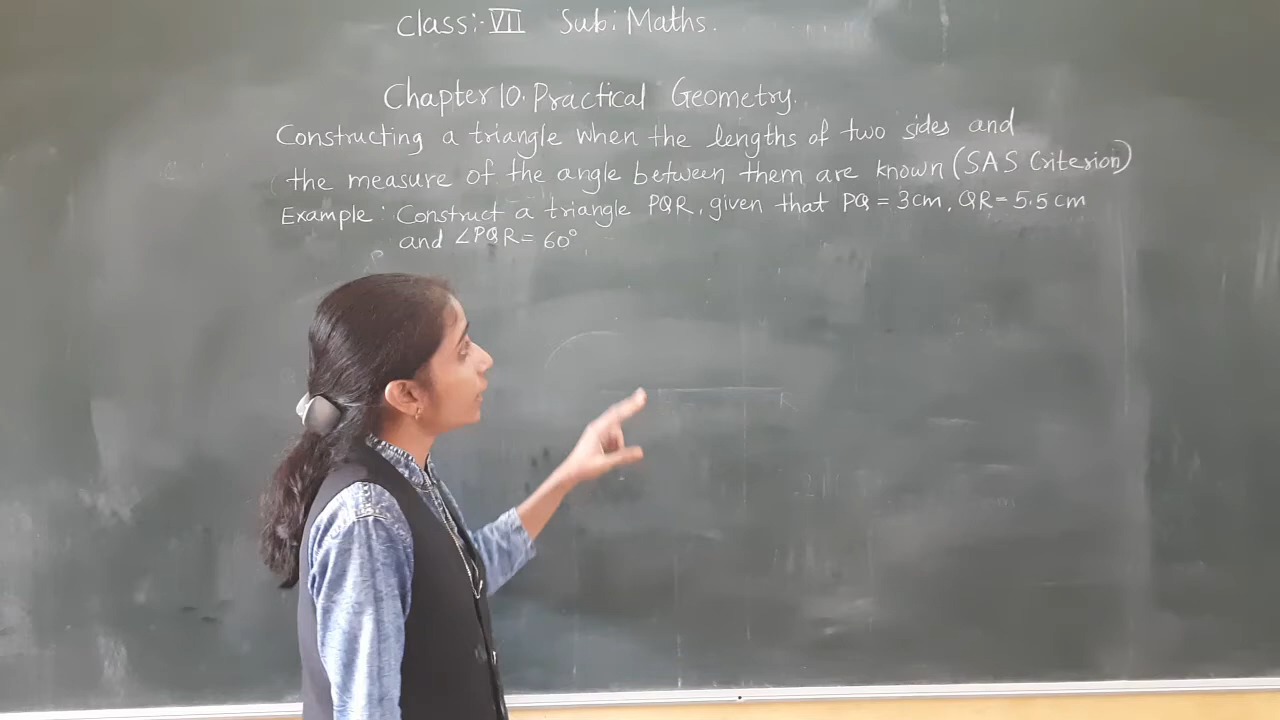 Class:-VII Sub: Maths.
Chapter 10. Practical Geometry.
Constructing a triangle when the lengths of two sides and
the measure of the angle between them are known (SAS Criterion)
Example: Construct a triangle PQR, given that PQ = 3cm, QR = 5.5 cm
and ∠PQR = 60°